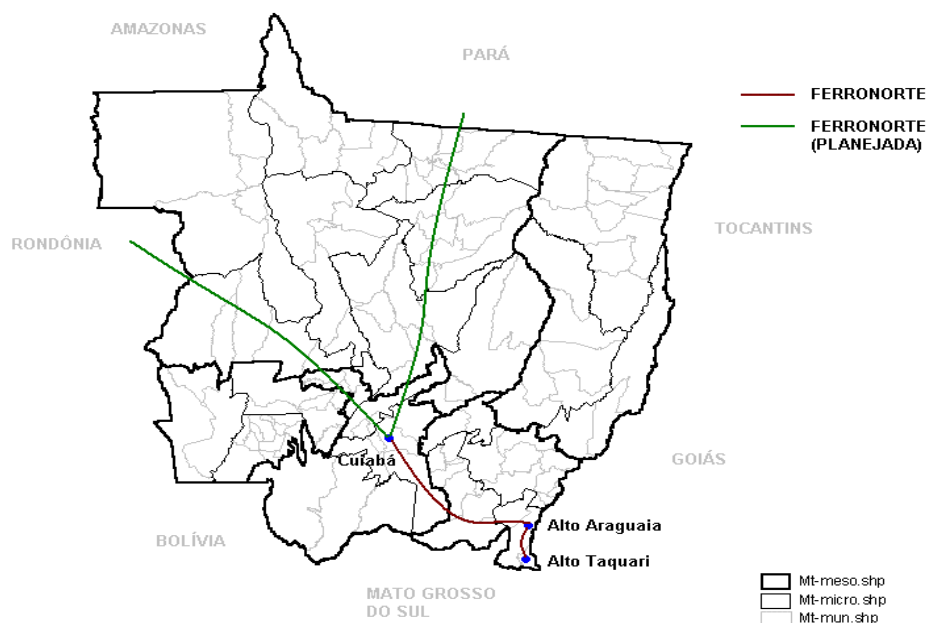 AMAZONAS
PARÁ
FERRONORTE
FERRONORTE
(PLANEJADA)
TOCANTINS
RONDÔNIA
Cuiabá
GOIÁS
Alto Araguaia
BOLÍVIA
Alto Taquari
MATO GROSSO
DO SUL
Mt-meso.shp
Mt-micro.shp
Mt-mun.shp